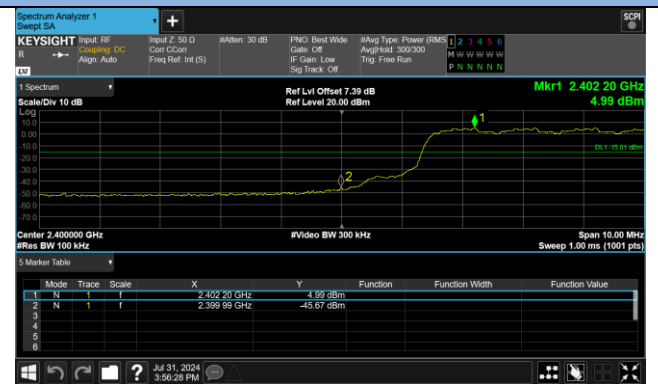 Spectrum Analyzer 1
Swept SA
SCPI
KEYSIGHT Input: RF Input Z: 50 Ω #Atten: 30 dB PNO: Best Wide #Avg Type: Power (RMS 1 2 3 4 5 6
R Coupling: DC Corr CCorr Gate: Off Avg|Hold: 300/300 M W W W W W
Align: Auto Freq Ref: Int (S) IF Gain: Low Trig: Free Run
Sig Track: Off P N N N N N
LXI
1 Spectrum Ref Lvl Offset 7.39 dB Mkr1 2.402 20 GHz
Scale/Div 10 dB Ref Level 20.00 dBm 4.99 dBm
Log
10.0
0.00
-10.0
-20.0
-30.0
-40.0
-50.0
-60.0
-70.0
1
2
DL1 -15.01 dBm
Center 2.400000 GHz #Video BW 300 kHz Span 10.00 MHz
#Res BW 100 kHz Sweep 1.00 ms (1001 pts)
5 Marker Table
Mode Trace Scale X Y Function Function Width Function Value
1 N 1 f 2.402 20 GHz 4.99 dBm
2 N 1 f 2.399 99 GHz -45.67 dBm
3
4
5
6
Jul 31, 2024
3:56:28 PM